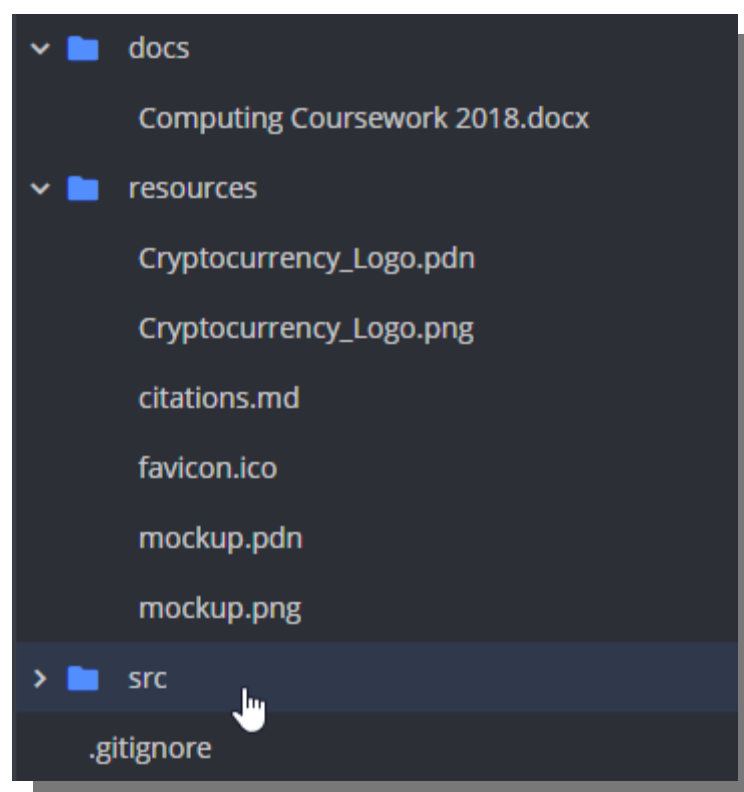 docs
Computing Coursework 2018.docx
resources
Cryptocurrency_Logo.pdn
Cryptocurrency_Logo.png
citations.md
favicon.ico
mockup.pdn
mockup.png
src
.gitignore